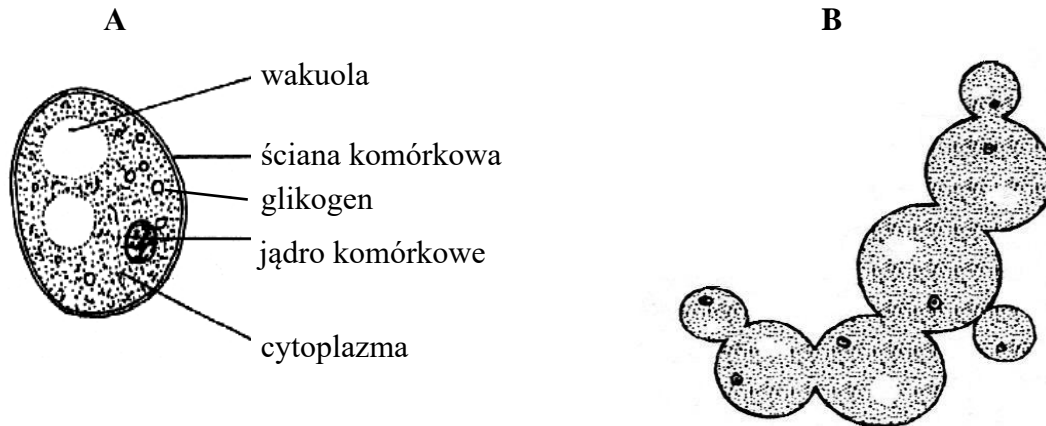 A
B
wakuola
ściana komórkowa
glikogen
jądro komórkowe
cytoplazma